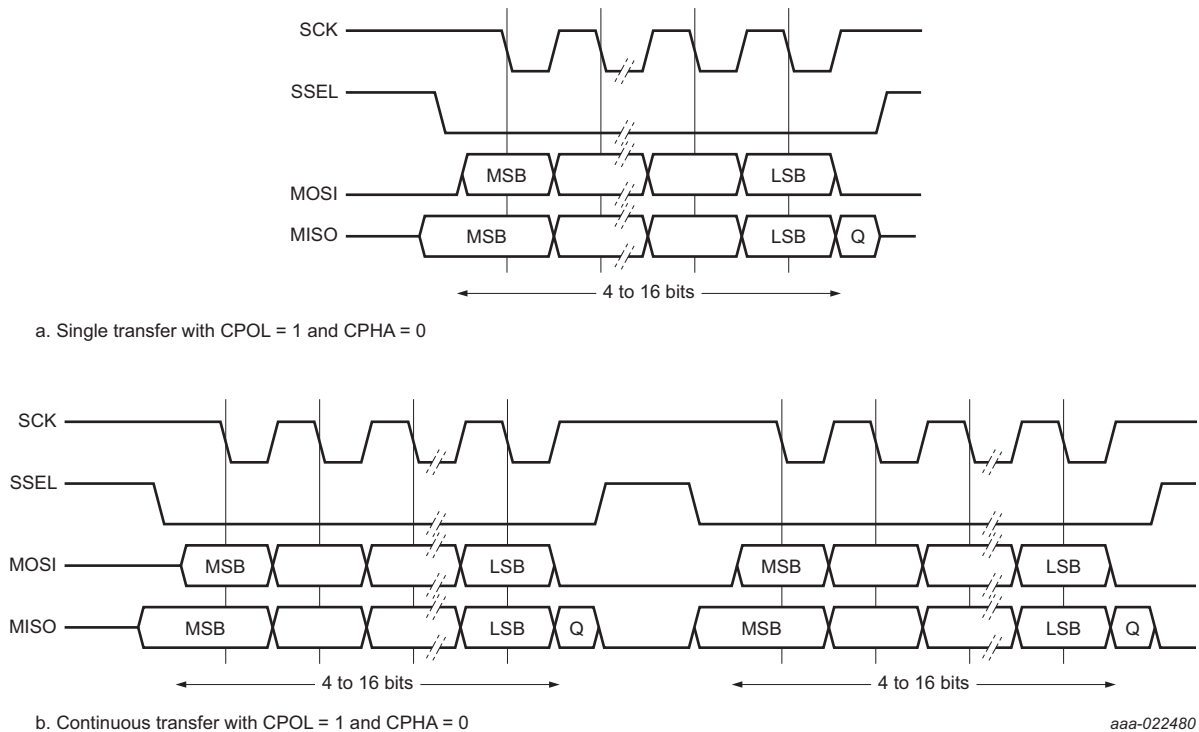 SCK
SSEL
MOSI
MSB
LSB
MISO
MSB
LSB
Q
4 to 16 bits
a. Single transfer with CPOL = 1 and CPHA = 0
SCK
SSEL
MOSI
MSB
LSB
MSB
LSB
MISO
MSB
LSB
Q
MSB
LSB
Q
4 to 16 bits
4 to 16 bits
b. Continuous transfer with CPOL = 1 and CPHA = 0
aaa-022480